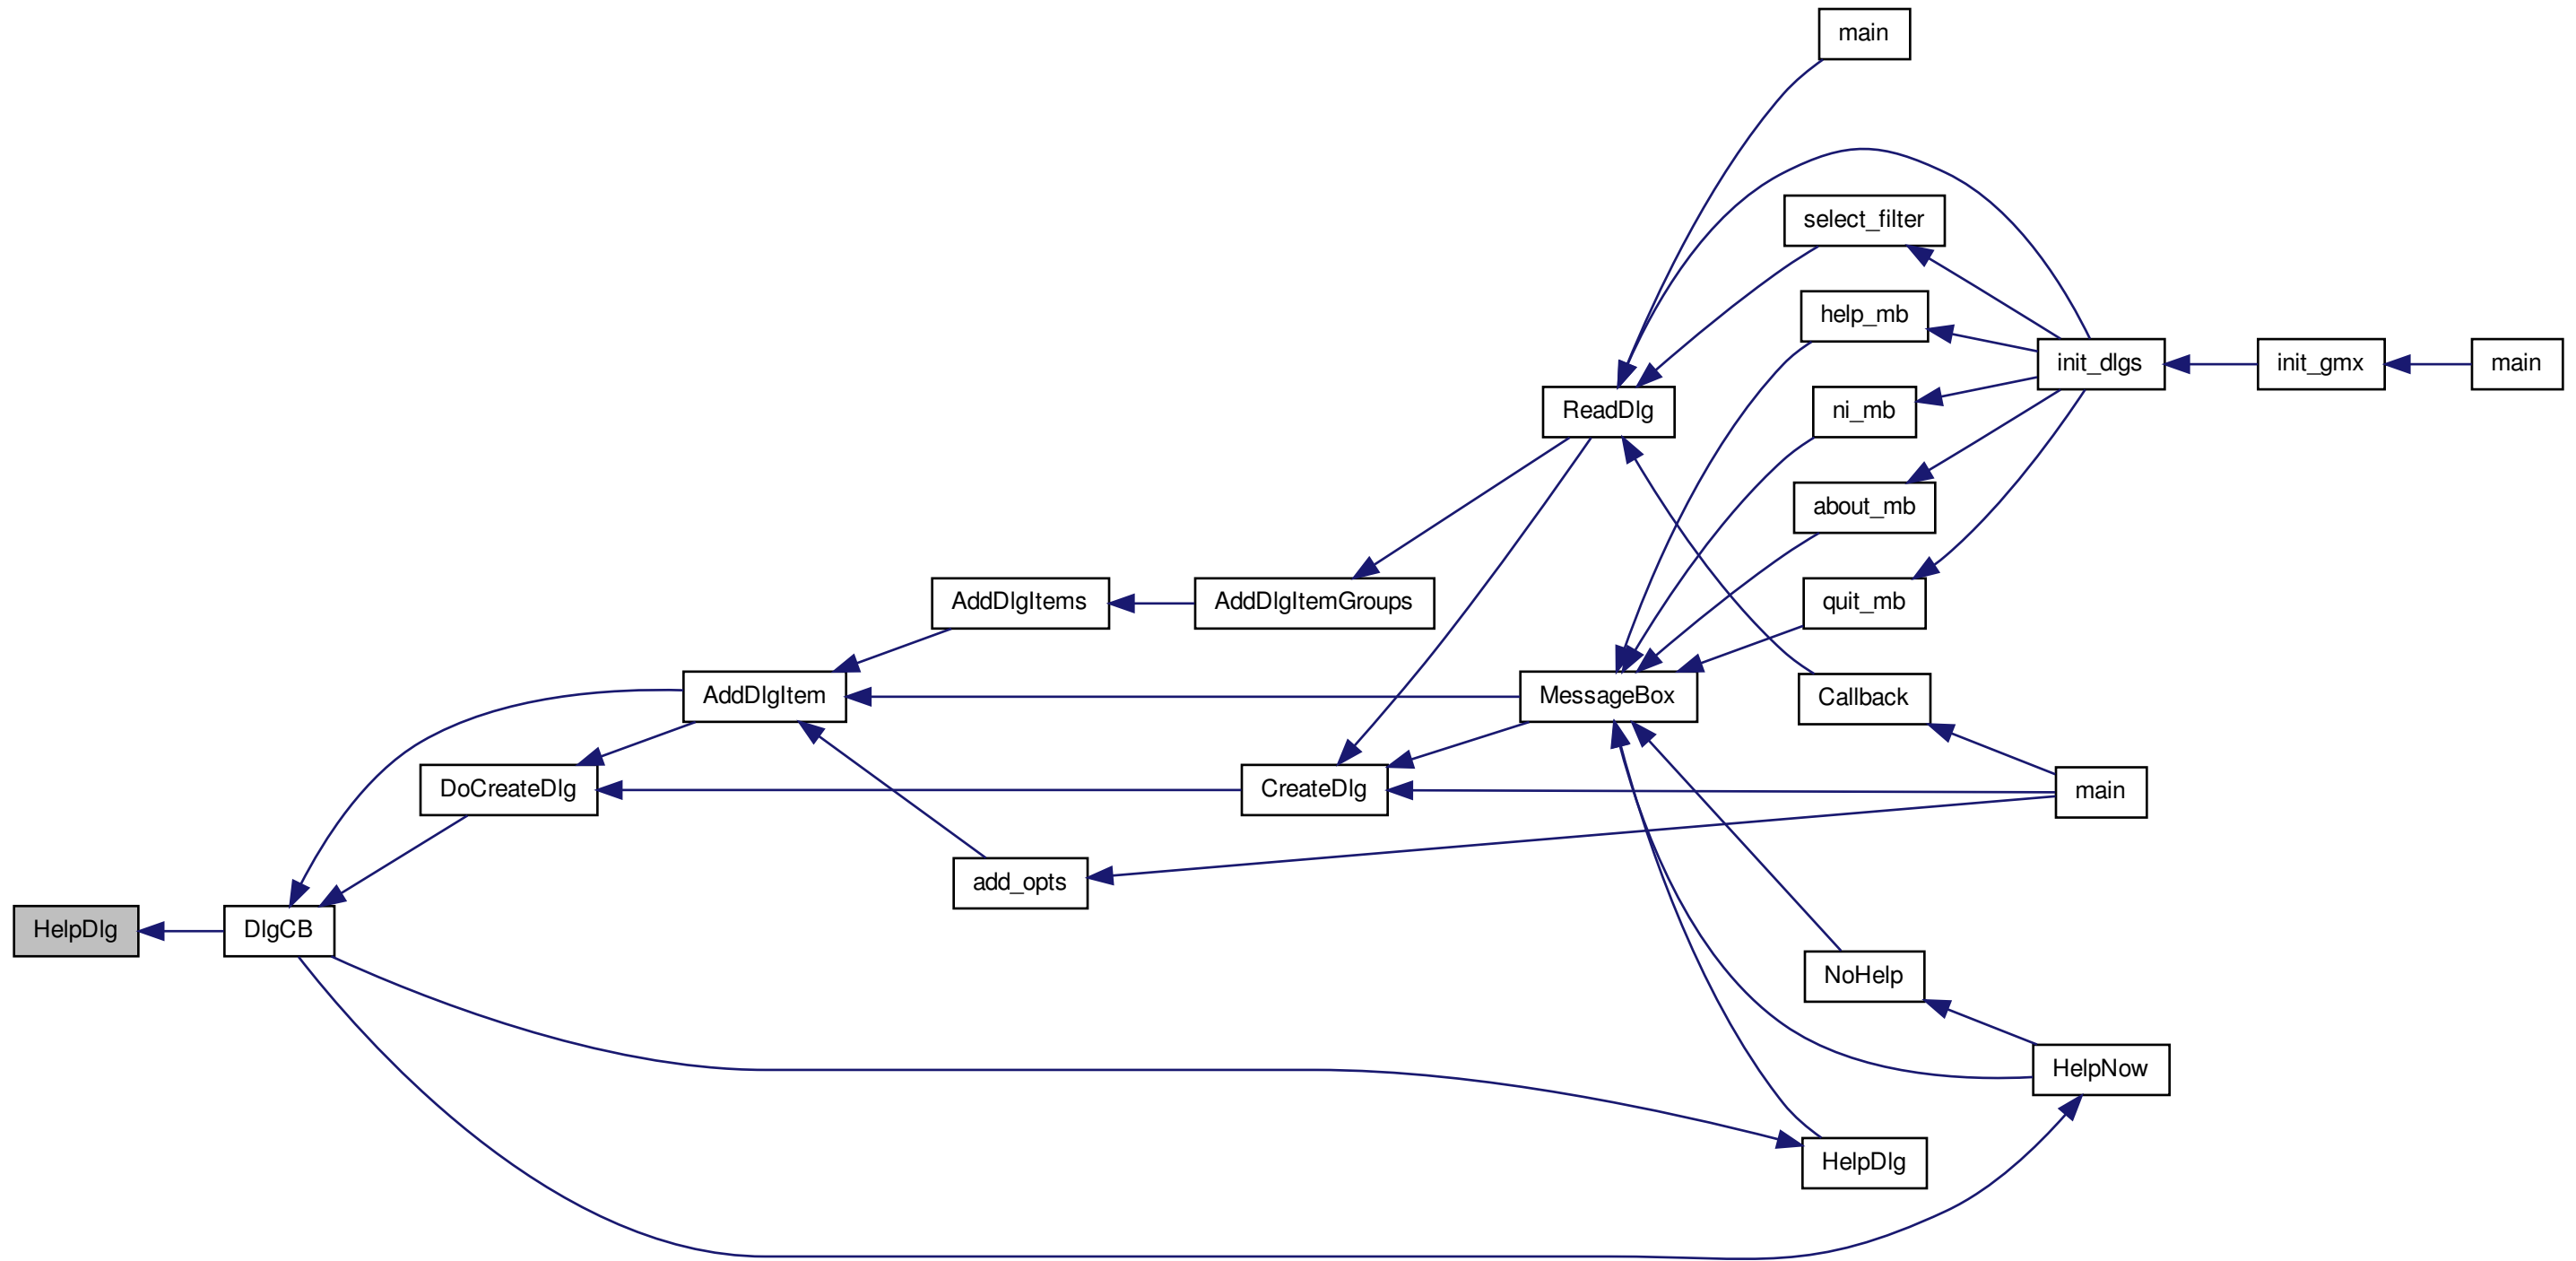 main
select_filter
help_mb
init_dlgs
init_gmx
main
ReadDlg
ni_mb
about_mb
AddDlgItems
AddDlgItemGroups
quit_mb
AddDlgItem
MessageBox
Callback
DoCreateDlg
CreateDlg
main
add_opts
HelpDlg
DlgCB
NoHelp
HelpNow
HelpDlg